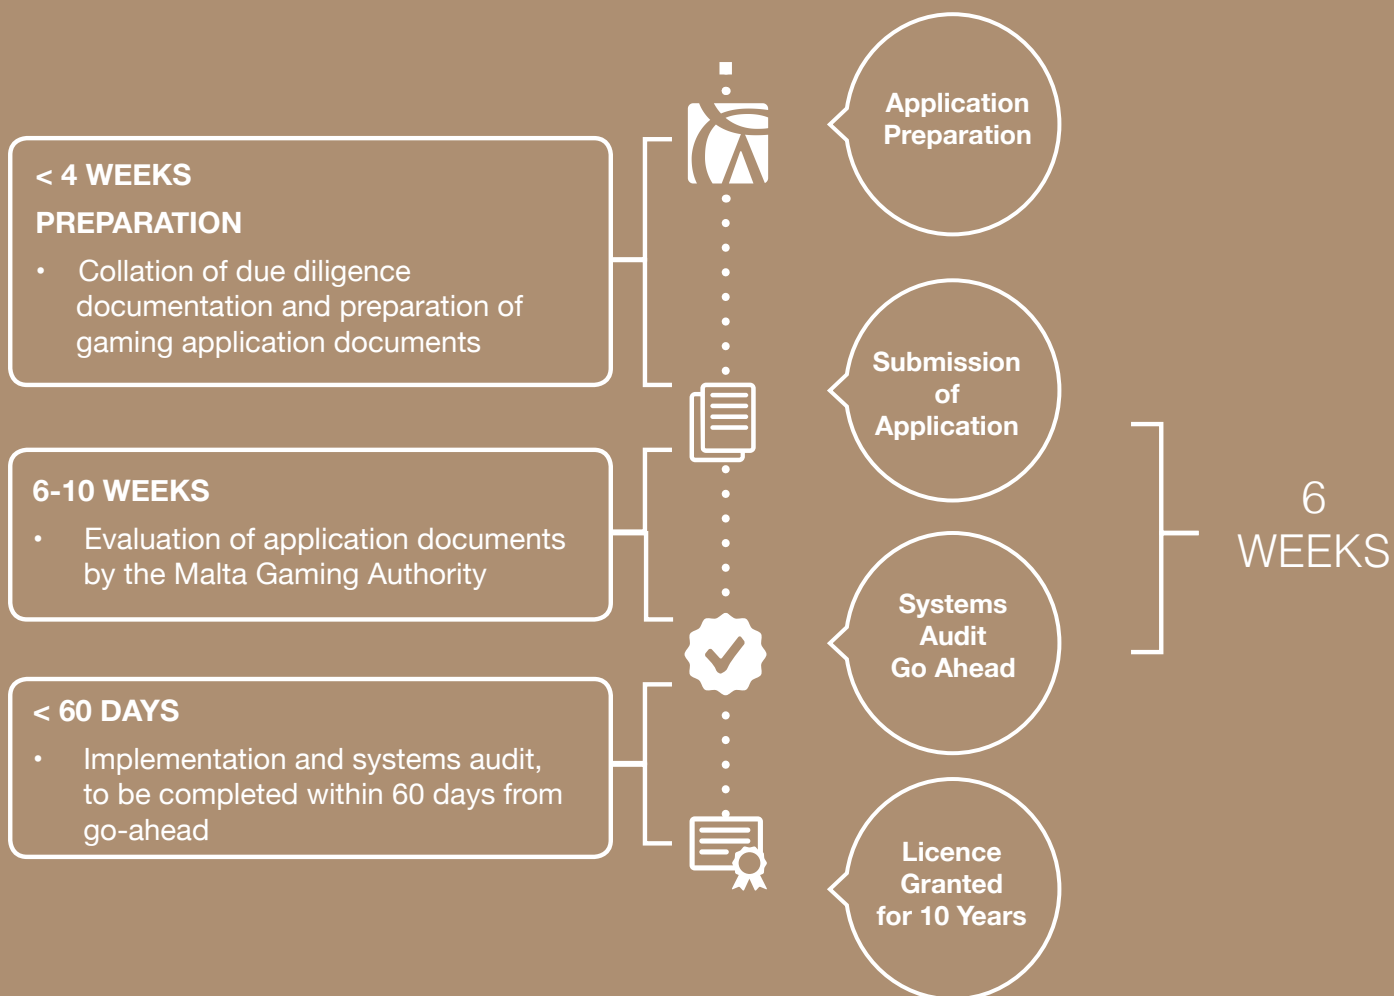 Application
Preparation
< 4 WEEKS
PREPARATION
• Collation of due diligence
documentation and preparation of
gaming application documents
Submission
of
Application
6-10 WEEKS
• Evaluation of application documents
by the Malta Gaming Authority
6
WEEKS
Systems
Audit
Go Ahead
< 60 DAYS
• Implementation and systems audit,
to be completed within 60 days from
go-ahead
Licence
Granted
for 10 Years